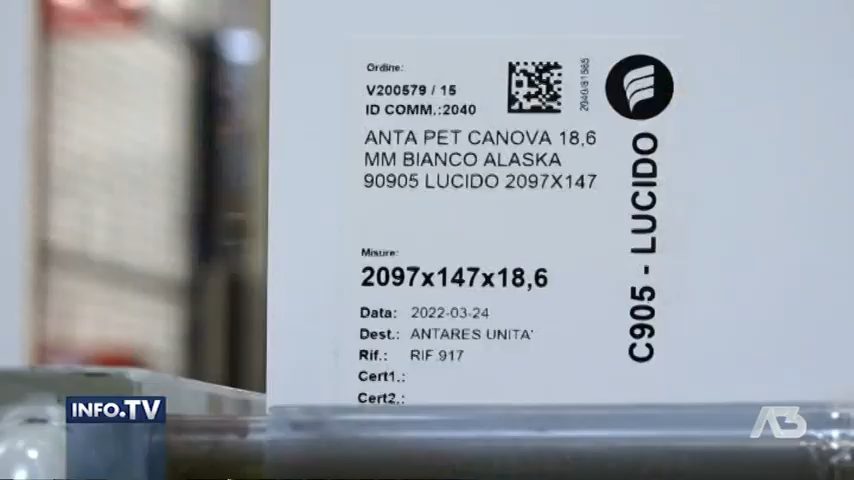 Ordine:
V200579 / 15
ID COMM.:2040
2040/81565
ANTA PET CANOVA 18,6
MM BIANCO ALASKA
90905 LUCIDO 2097X147
C905 - LUCIDO
Misure:
2097x147x18,6
Data: 2022-03-24
Dest.: ANTARES UNITA'
Rif.: RIF 917
Cert1.:
Cert2.:
INFO.TV
A3